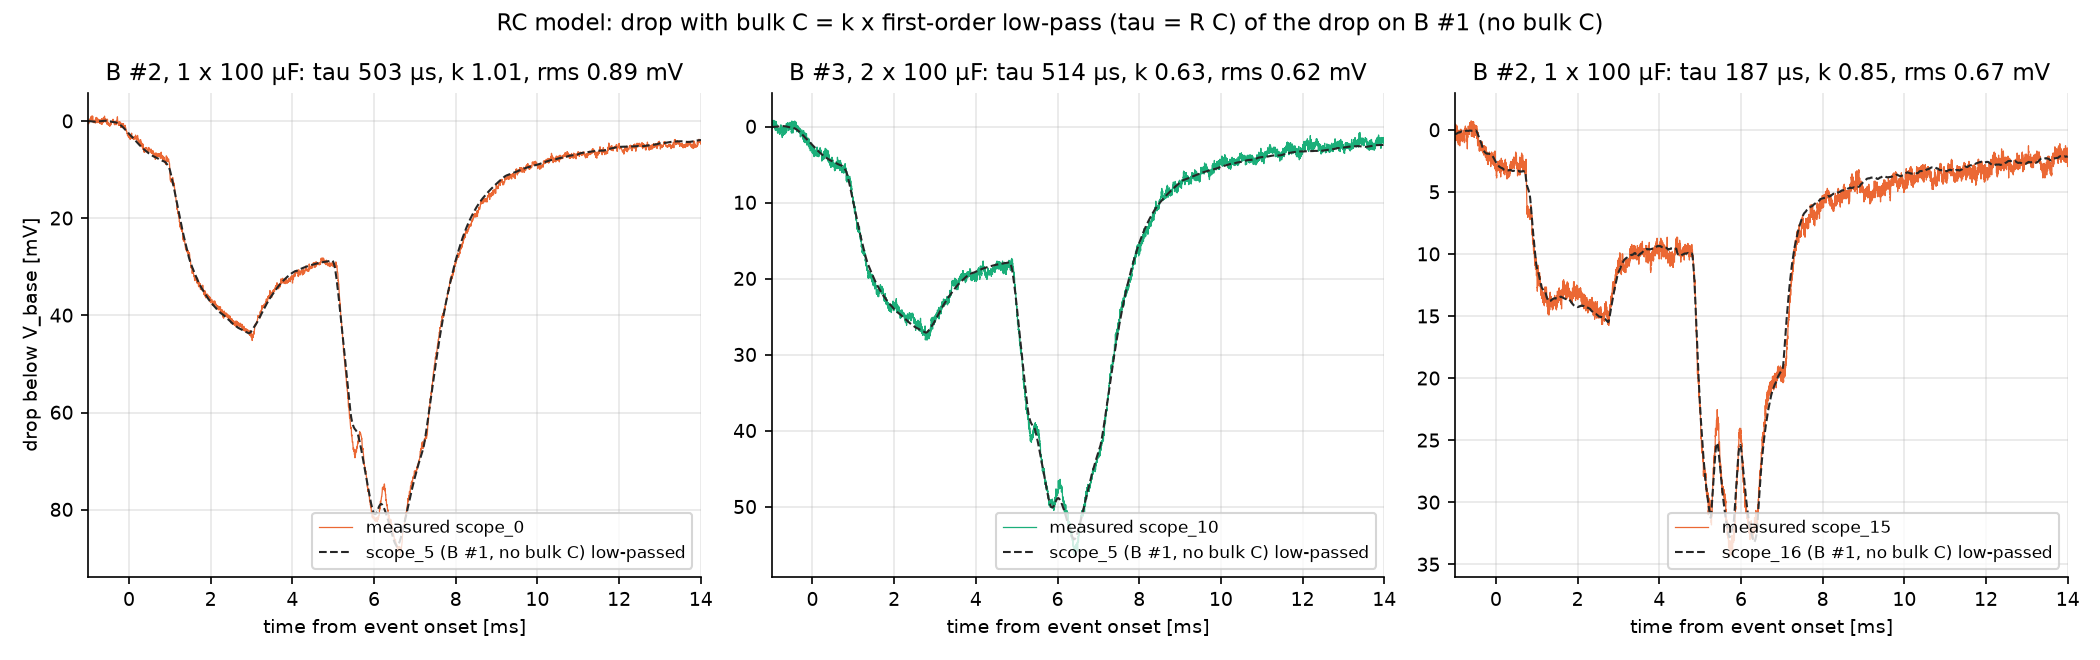 RC model: drop with bulk C = k x first-order low-pass (tau = R C) of the drop on B #1 (no bulk C)
B #2, 1 x 100 µF: tau 503 µs, k 1.01, rms 0.89 mV
drop below V_base [mV]
0
20
40
60
80
measured scope_0
scope_5 (B #1, no bulk C) low-passed
0 2 4 6 8 10 12 14
time from event onset [ms]
B #3, 2 x 100 µF: tau 514 µs, k 0.63, rms 0.62 mV
0
10
20
30
40
50
measured scope_10
scope_5 (B #1, no bulk C) low-passed
0 2 4 6 8 10 12 14
time from event onset [ms]
B #2, 1 x 100 µF: tau 187 µs, k 0.85, rms 0.67 mV
0
5
10
15
20
25
30
35
measured scope_15
scope_16 (B #1, no bulk C) low-passed
0 2 4 6 8 10 12 14
time from event onset [ms]